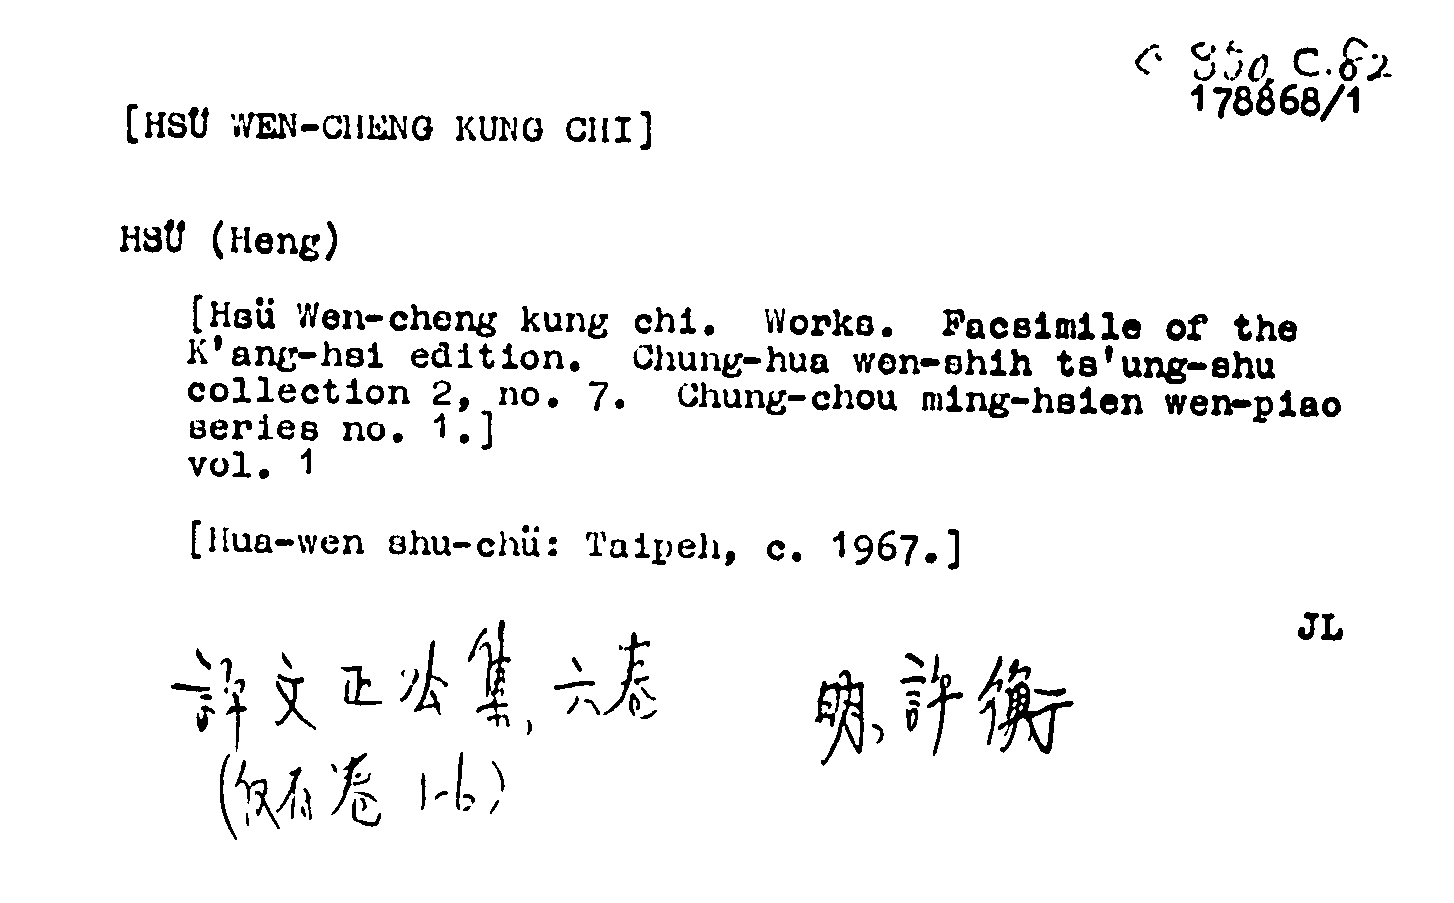 C 950 C.82
178868/1
[HSÜ WEN-CHENG KUNG CHI]
HSÜ (Heng)
[Hsü Wen-cheng kung chi. Works. Facsimile of the
K'ang-hsi edition. Chung-hua wen-shih ts'ung-shu
collection 2, no. 7. Chung-chou ming-hsien wen-piao
series no. 1.]
vol. 1
[Hua-wen shu-chü: Taipeh, c. 1967.]
JL
許文正公集, 六卷 明、許衡
(仅有卷 1-6)